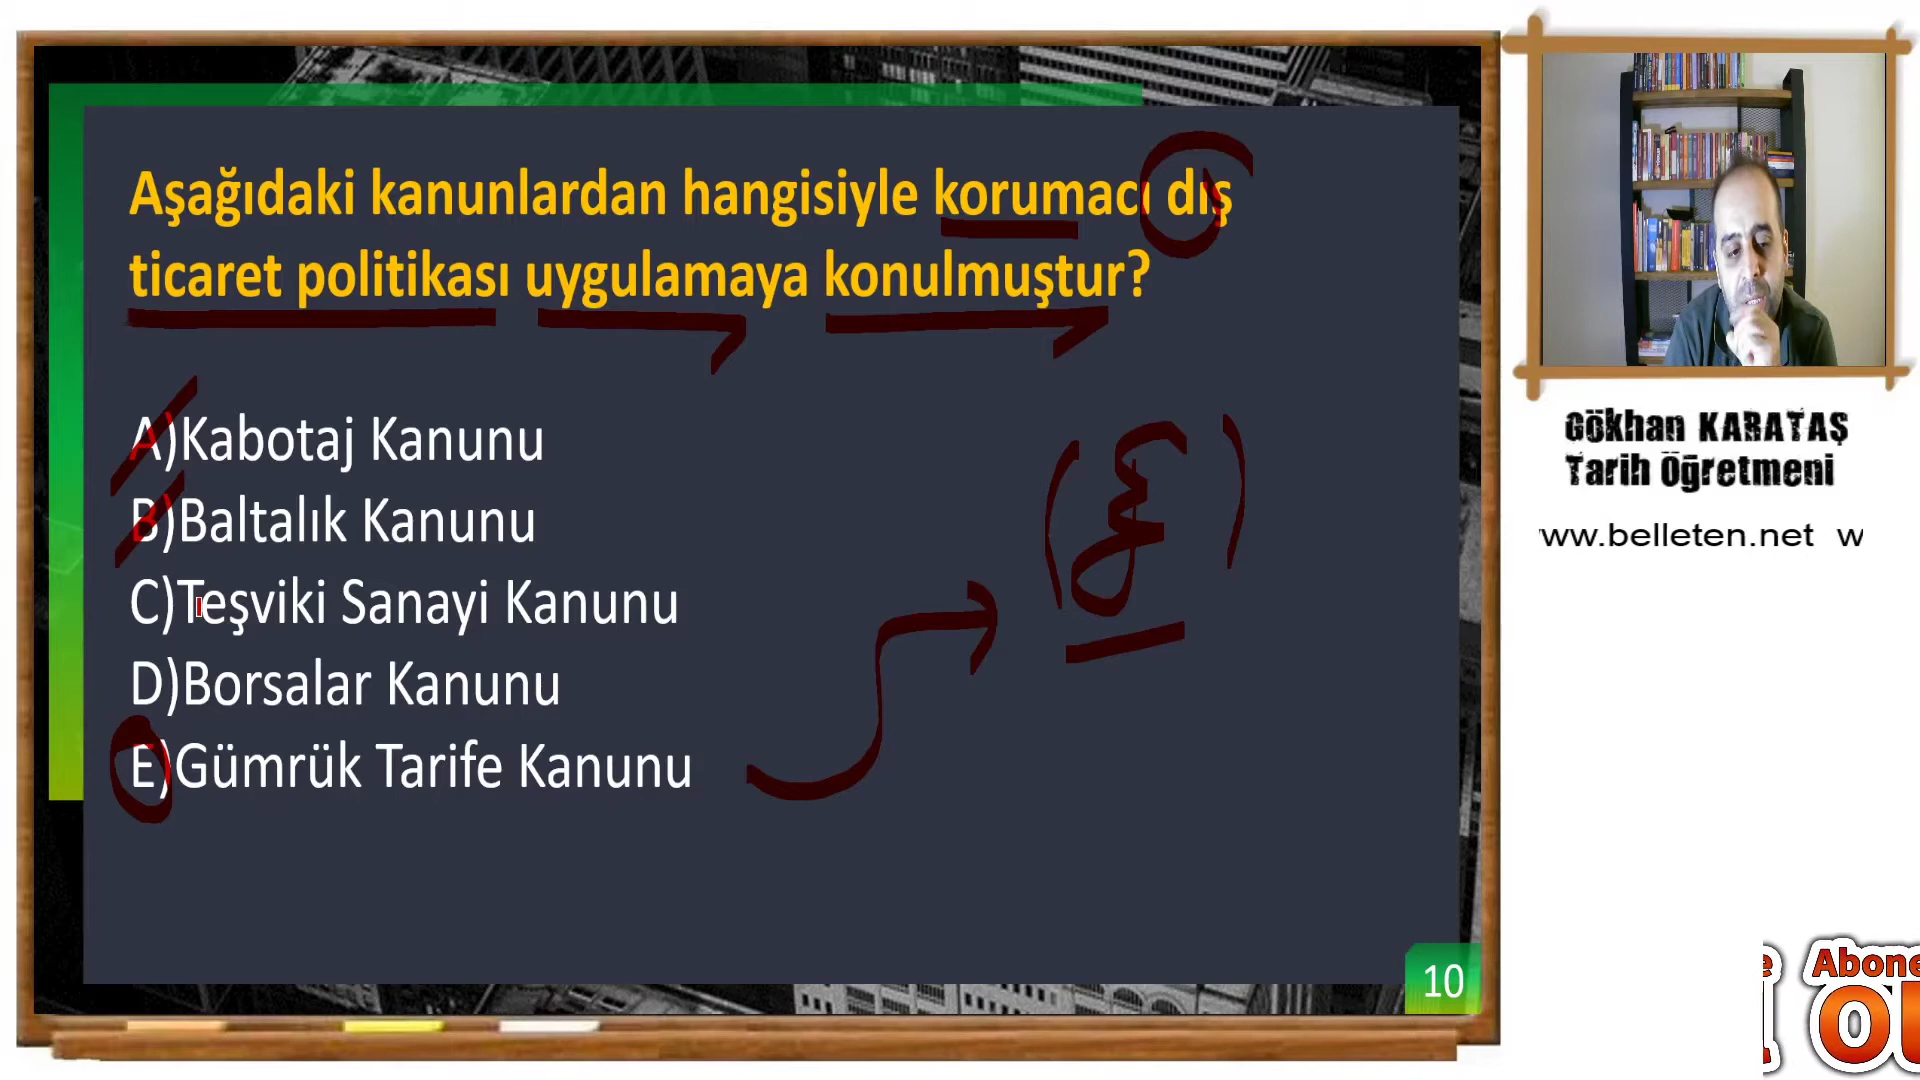 Aşağıdaki kanunlardan hangisiyle korumacı dış
ticaret politikası uygulamaya konulmuştur?
A)Kabotaj Kanunu
B)Baltalık Kanunu
C)Teşviki Sanayi Kanunu
D)Borsalar Kanunu
E)Gümrük Tarife Kanunu
10
Gökhan KARATAŞ
Tarih Öğretmeni
ww.belleten.net w
Abone